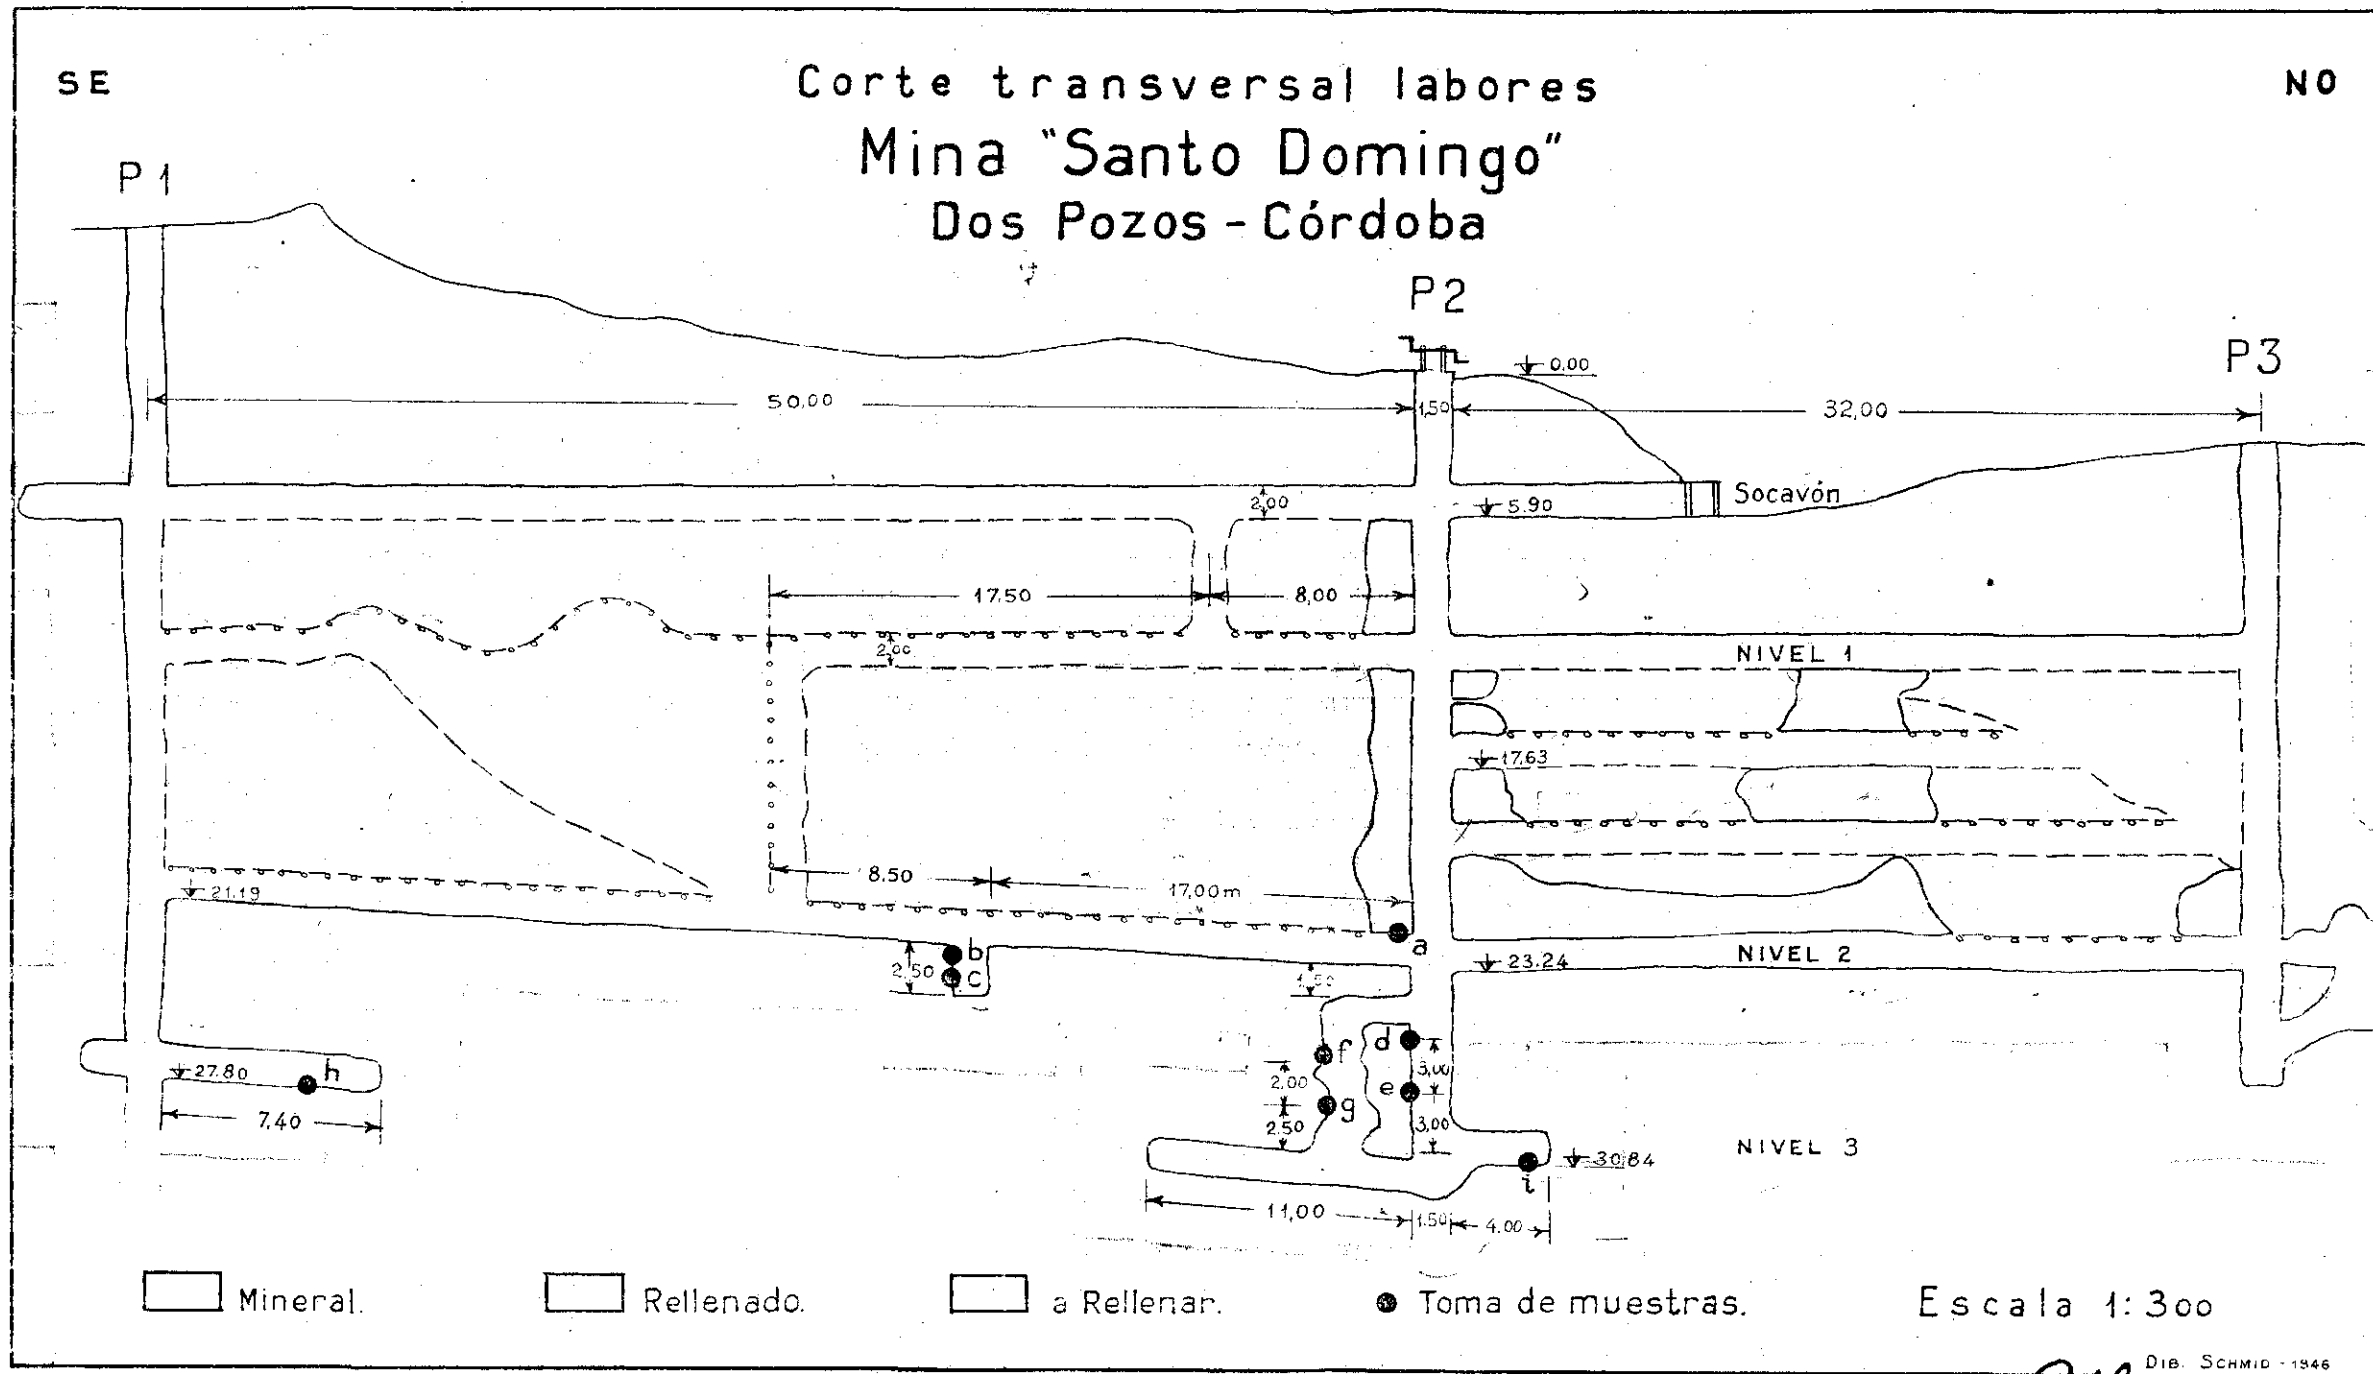 SE
NO
Corte transversal labores
Mina "Santo Domingo"
Dos Pozos - Córdoba
P1
P2
P3
0.00
50,00
1,50
32,00
2,00
5.90
Socavón
17.50
8,00
2,00
NIVEL 1
17.63
8.50
17,00m
21.19
a
b
2.50
c
NIVEL 2
23.24
1,50
f
d
3,00
27.80
h
2,00
e
g
7.40
2.50
3,00
NIVEL 3
30.84
i
11,00
1.50
4.00
Mineral.
Rellenado.
a Rellenar.
Toma de muestras.
Escala 1:300
DIB. SCHMID - 1946